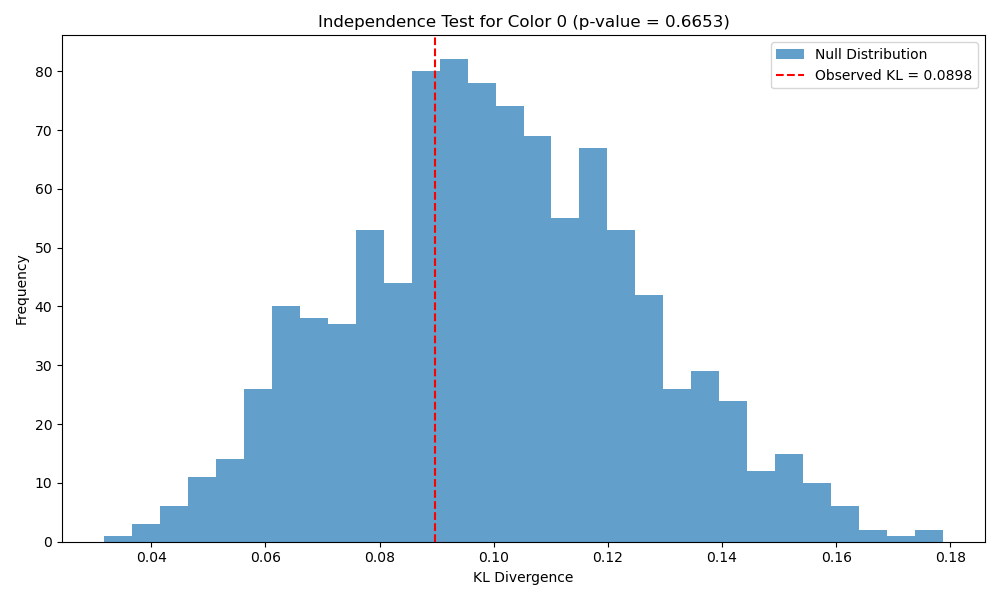 Independence Test for Color 0 (p-value = 0.6653)
Null Distribution
Observed KL = 0.0898
80
70
60
50
40
30
20
10
0
Frequency
0.04 0.06 0.08 0.10 0.12 0.14 0.16 0.18
KL Divergence